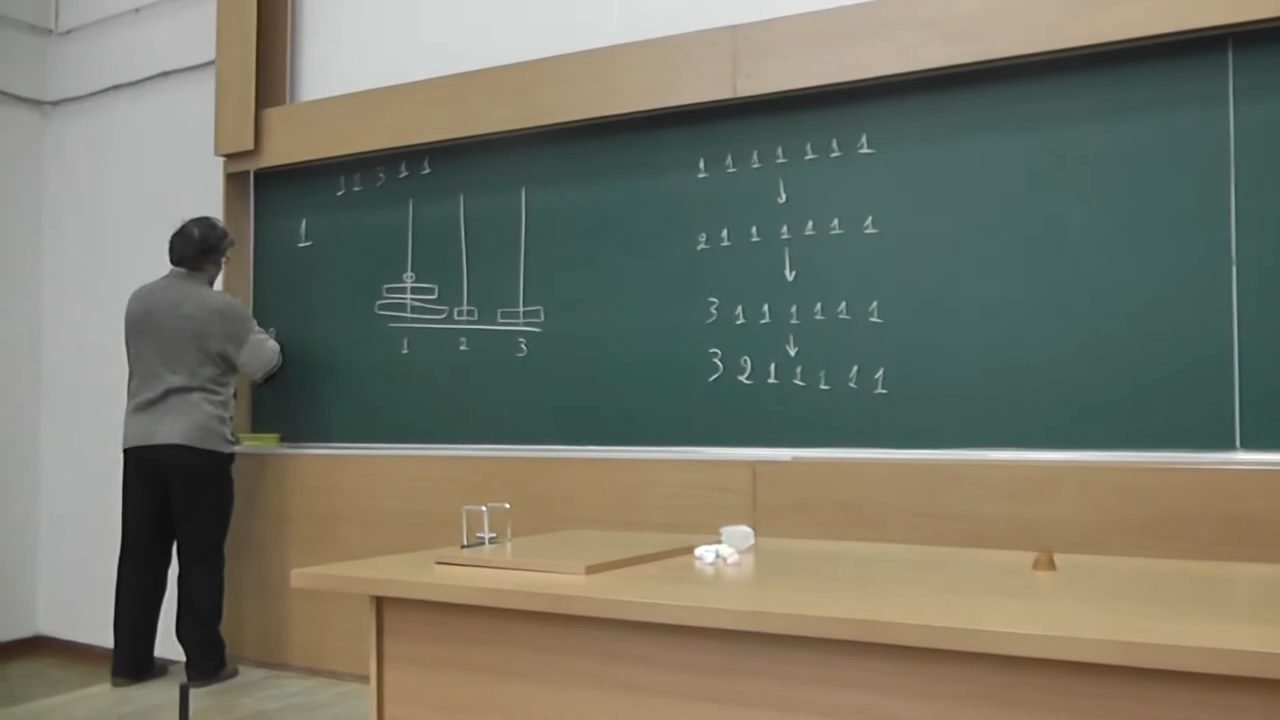 1 2 3 1 1
1
1 2 3
1 1 1 1 1 1 1
↓
2 1 1 1 1 1 1
↓
3 1 1 1 1 1 1
↓
3 2 1 1 1 1 1